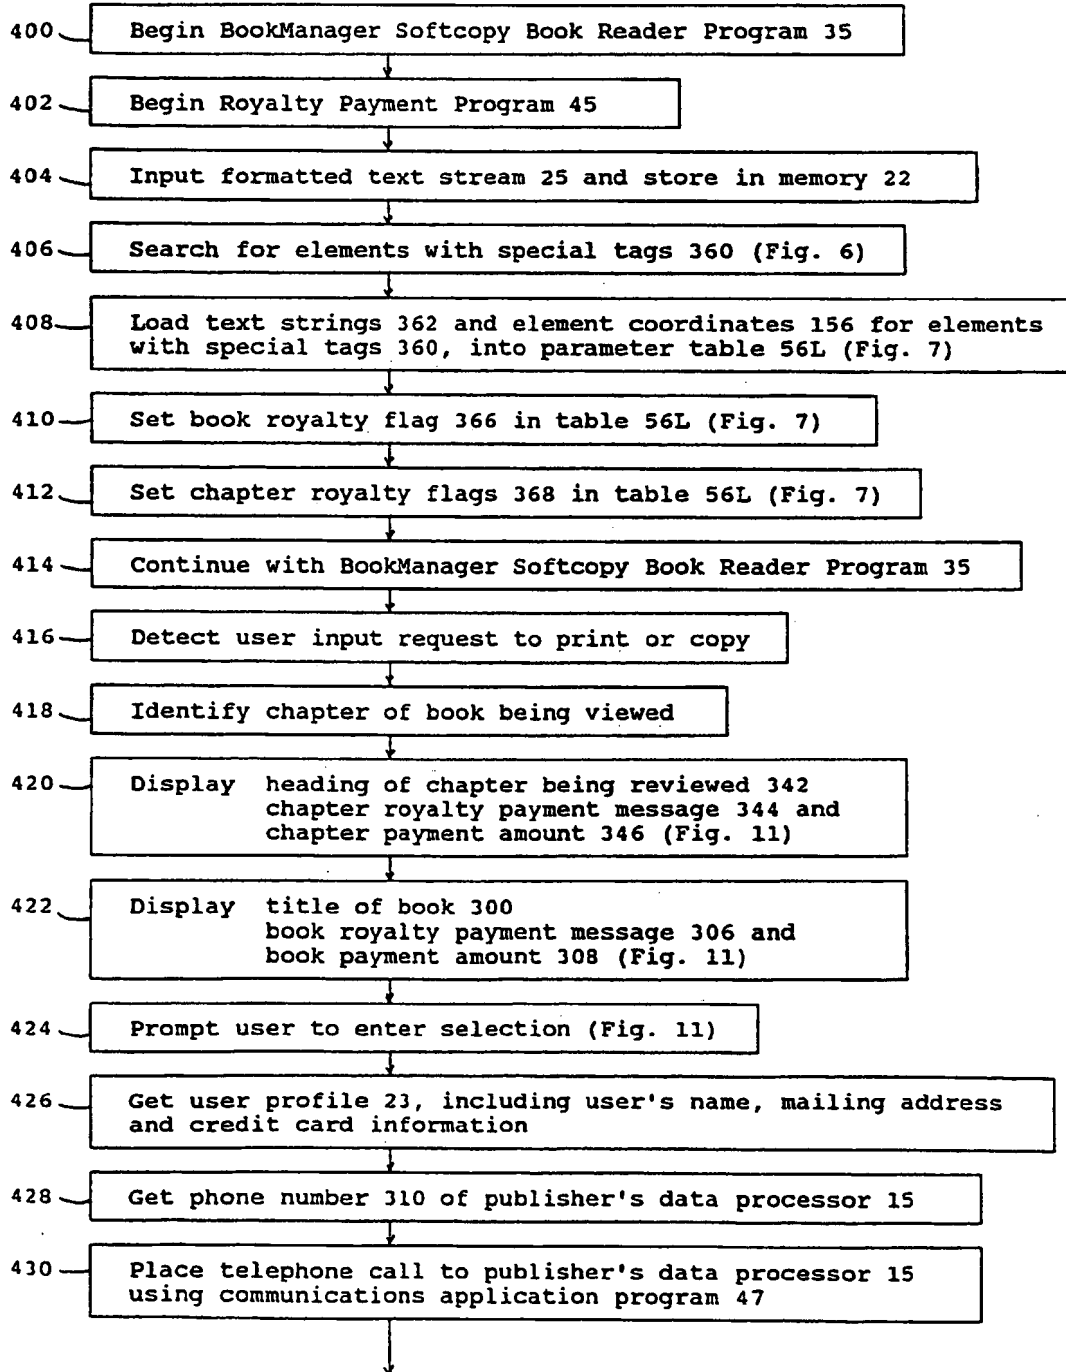 400 Begin BookManager Softcopy Book Reader Program 35
402 Begin Royalty Payment Program 45
404 Input formatted text stream 25 and store in memory 22
406 Search for elements with special tags 360 (Fig. 6)
408 Load text strings 362 and element coordinates 156 for elements
with special tags 360, into parameter table 56L (Fig. 7)
410 Set book royalty flag 366 in table 56L (Fig. 7)
412 Set chapter royalty flags 368 in table 56L (Fig. 7)
414 Continue with BookManager Softcopy Book Reader Program 35
416 Detect user input request to print or copy
418 Identify chapter of book being viewed
420 Display heading of chapter being reviewed 342
chapter royalty payment message 344 and
chapter payment amount 346 (Fig. 11)
422 Display title of book 300
book royalty payment message 306 and
book payment amount 308 (Fig. 11)
424 Prompt user to enter selection (Fig. 11)
426 Get user profile 23, including user's name, mailing address
and credit card information
428 Get phone number 310 of publisher's data processor 15
430 Place telephone call to publisher's data processor 15
using communications application program 47